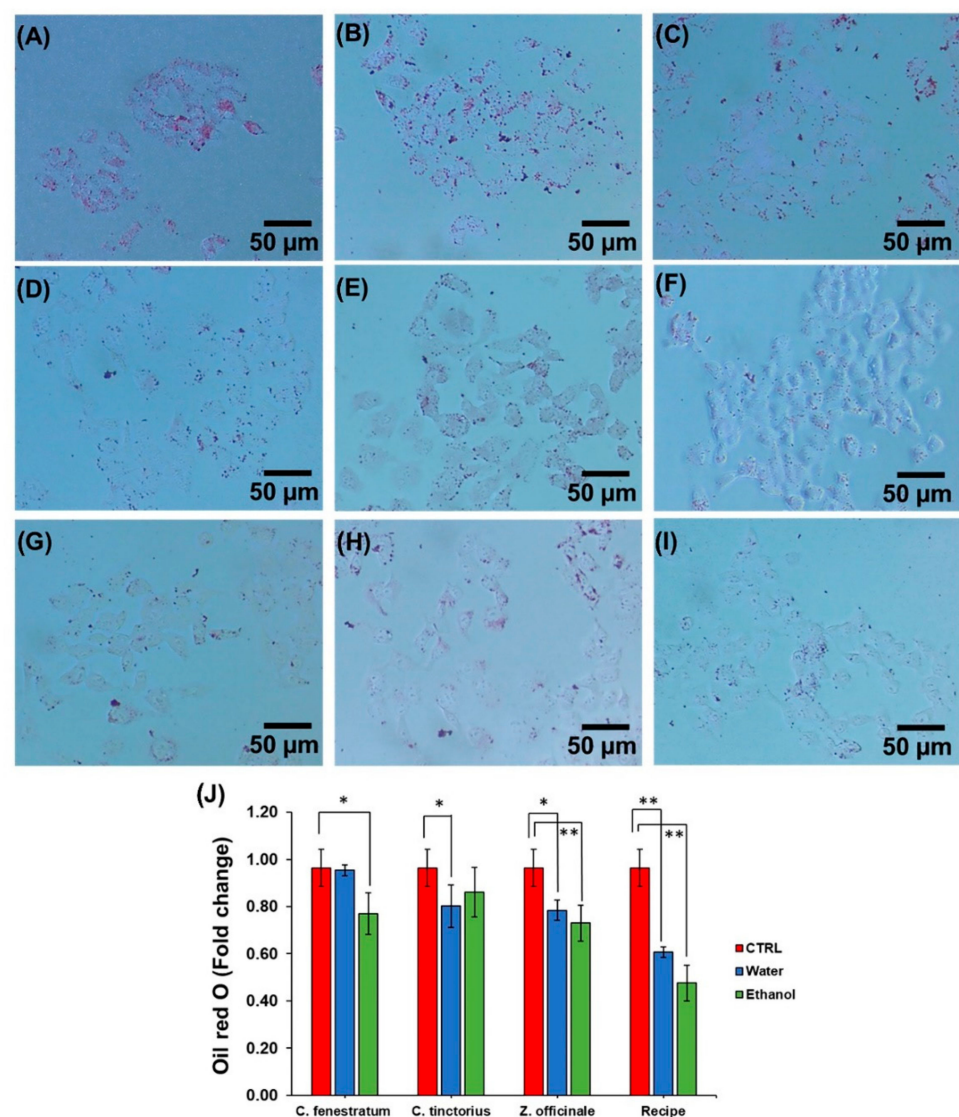 (A)
(B)
(C)
50 µm
50 µm
50 µm
(D)
(E)
(F)
50 µm
50 µm
50 µm
(G)
(H)
(I)
50 µm
50 µm
50 µm
(J)
Oil red O (Fold change)
1.20
1.00
0.80
0.60
0.40
0.20
0.00
*
*
*
**
**
**
CTRL
Water
Ethanol
C. fenestratum
C. tinctorius
Z. officinale
Recipe